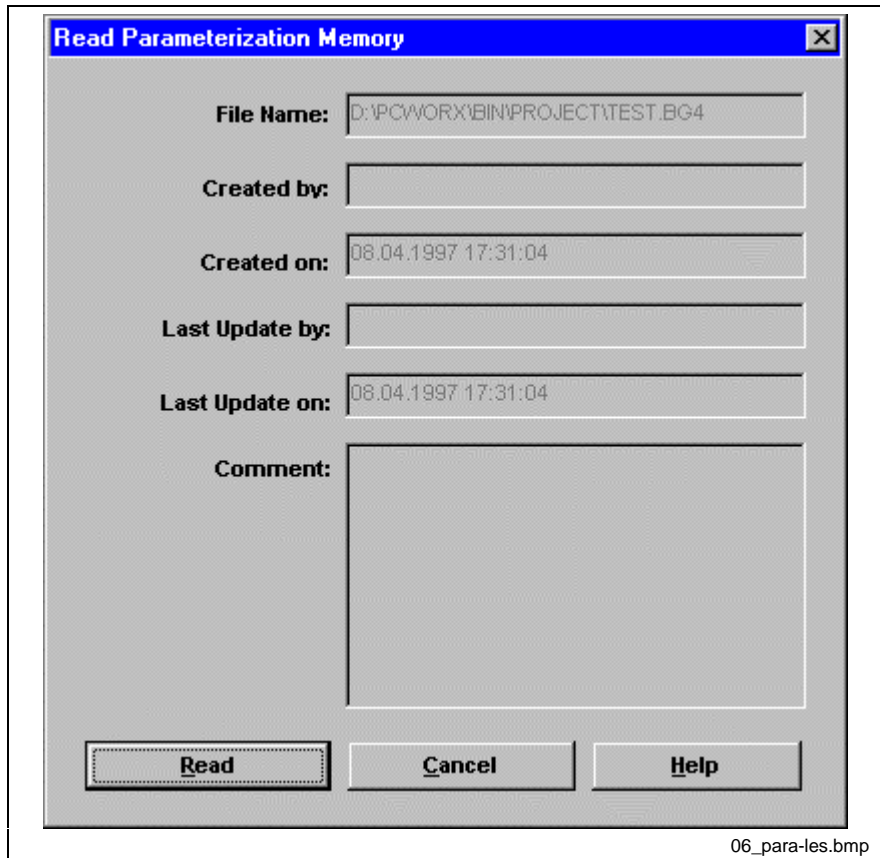 Read Parameterization Memory
File Name: D:\PCWORX\BIN\PROJECT\TEST.BG4
Created by:
Created on: 08.04.1997 17:31:04
Last Update by:
Last Update on: 08.04.1997 17:31:04
Comment:
Read Cancel Help
06_para-les.bmp